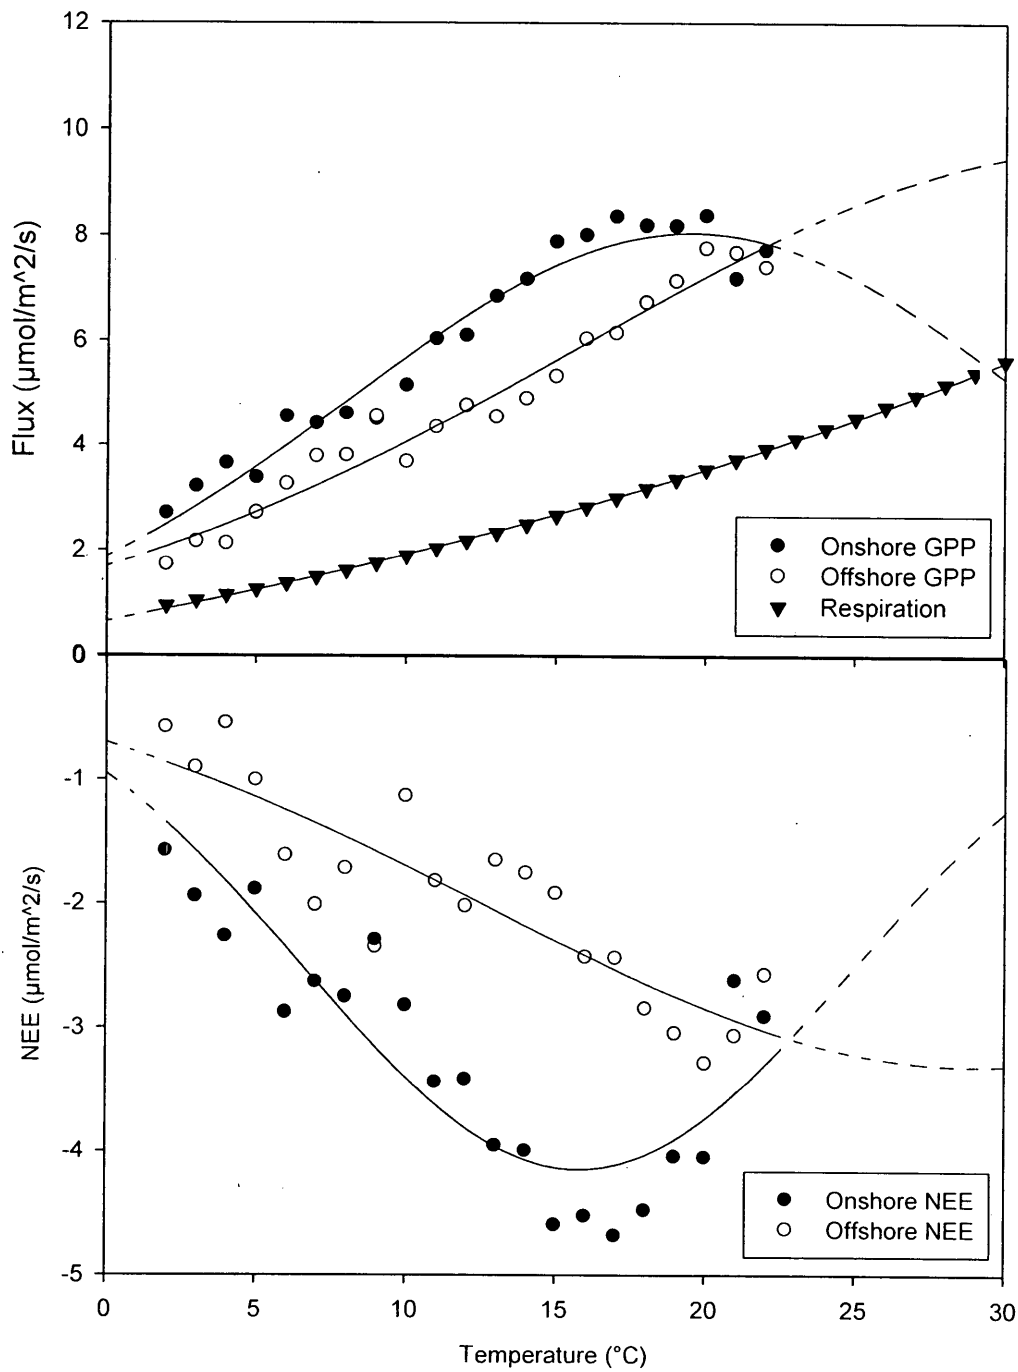 12
10
8
6
4
2
0
Flux (µmol/m^2/s)
Onshore GPP
Offshore GPP
Respiration
0
-1
-2
-3
-4
-5
NEE (µmol/m^2/s)
Onshore NEE
Offshore NEE
0 5 10 15 20 25 30
Temperature (°C)